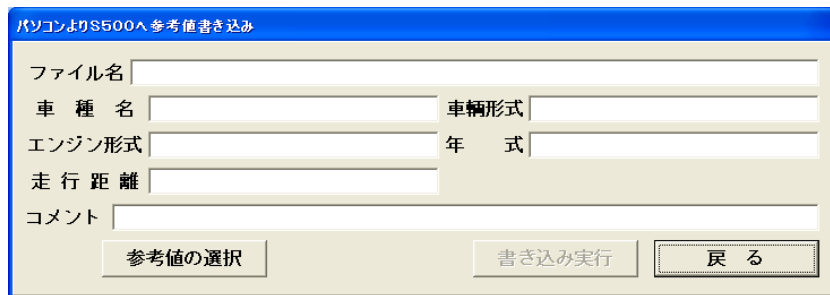 パソコンよりS500へ参考値書き込み
ファイル名
車 種 名 車輌形式
エンジン形式 年 式
走 行 距 離
コメント
参考値の選択 書き込み実行 戻 る